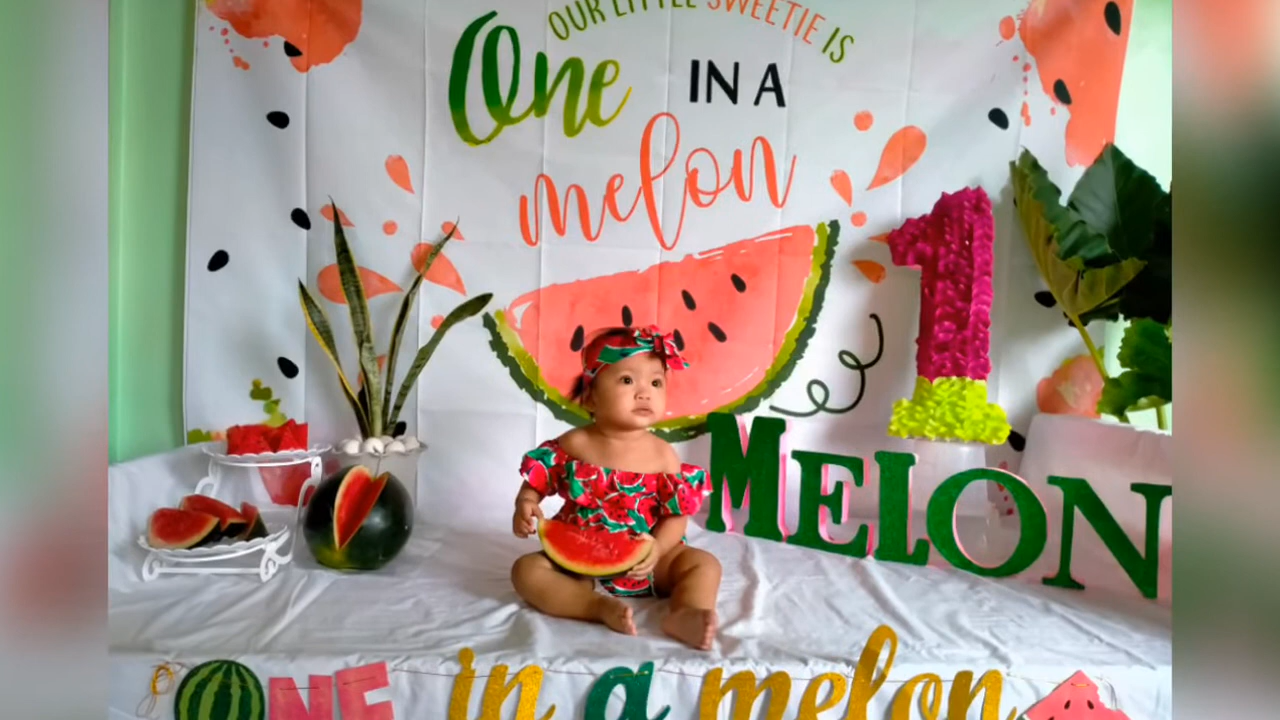 OUR LITTLE SWEETIE IS
One IN A
melon
1
MELON
ONE in a melon